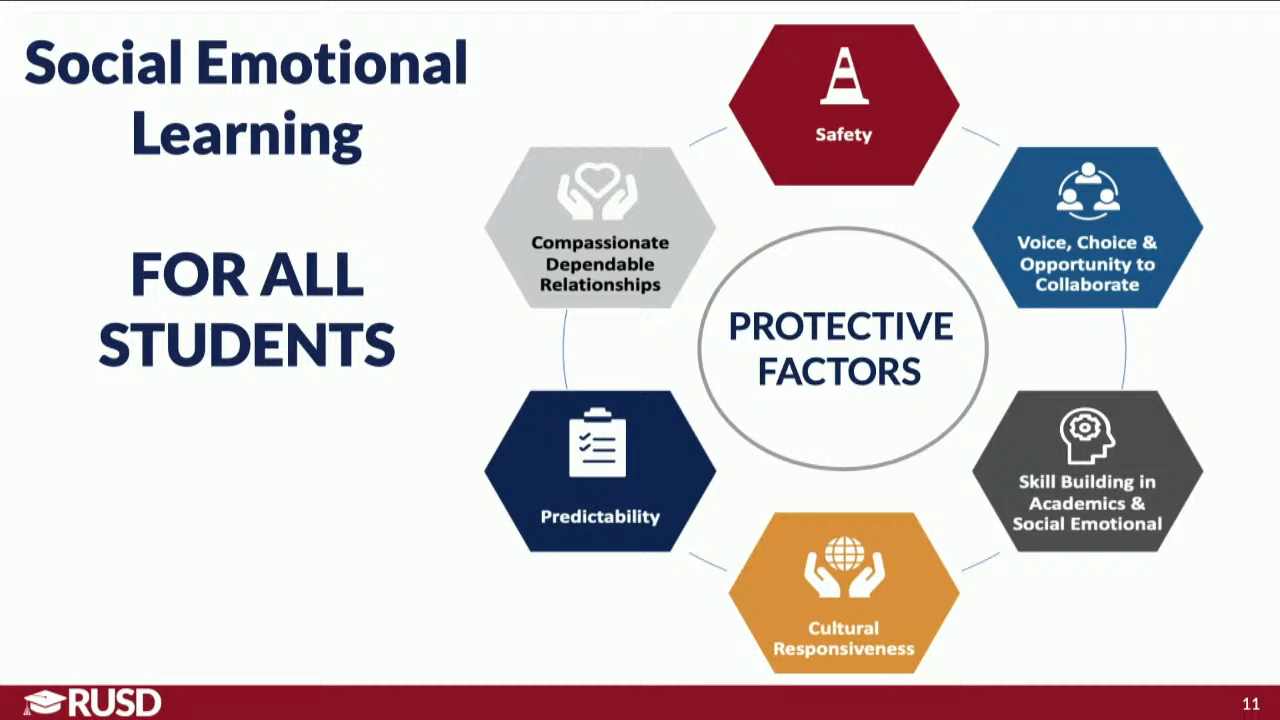 Social Emotional
Learning
FOR ALL
STUDENTS
Safety
Voice, Choice &
Opportunity to
Collaborate
Skill Building in
Academics &
Social Emotional
Cultural
Responsiveness
Predictability
Compassionate
Dependable
Relationships
PROTECTIVE
FACTORS
RUSD
11